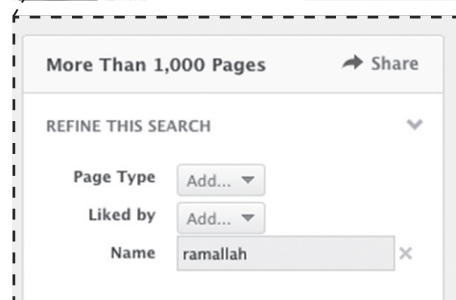 More Than 1,000 Pages Share
REFINE THIS SEARCH
Page Type Add...
Liked by Add...
Name ramallah